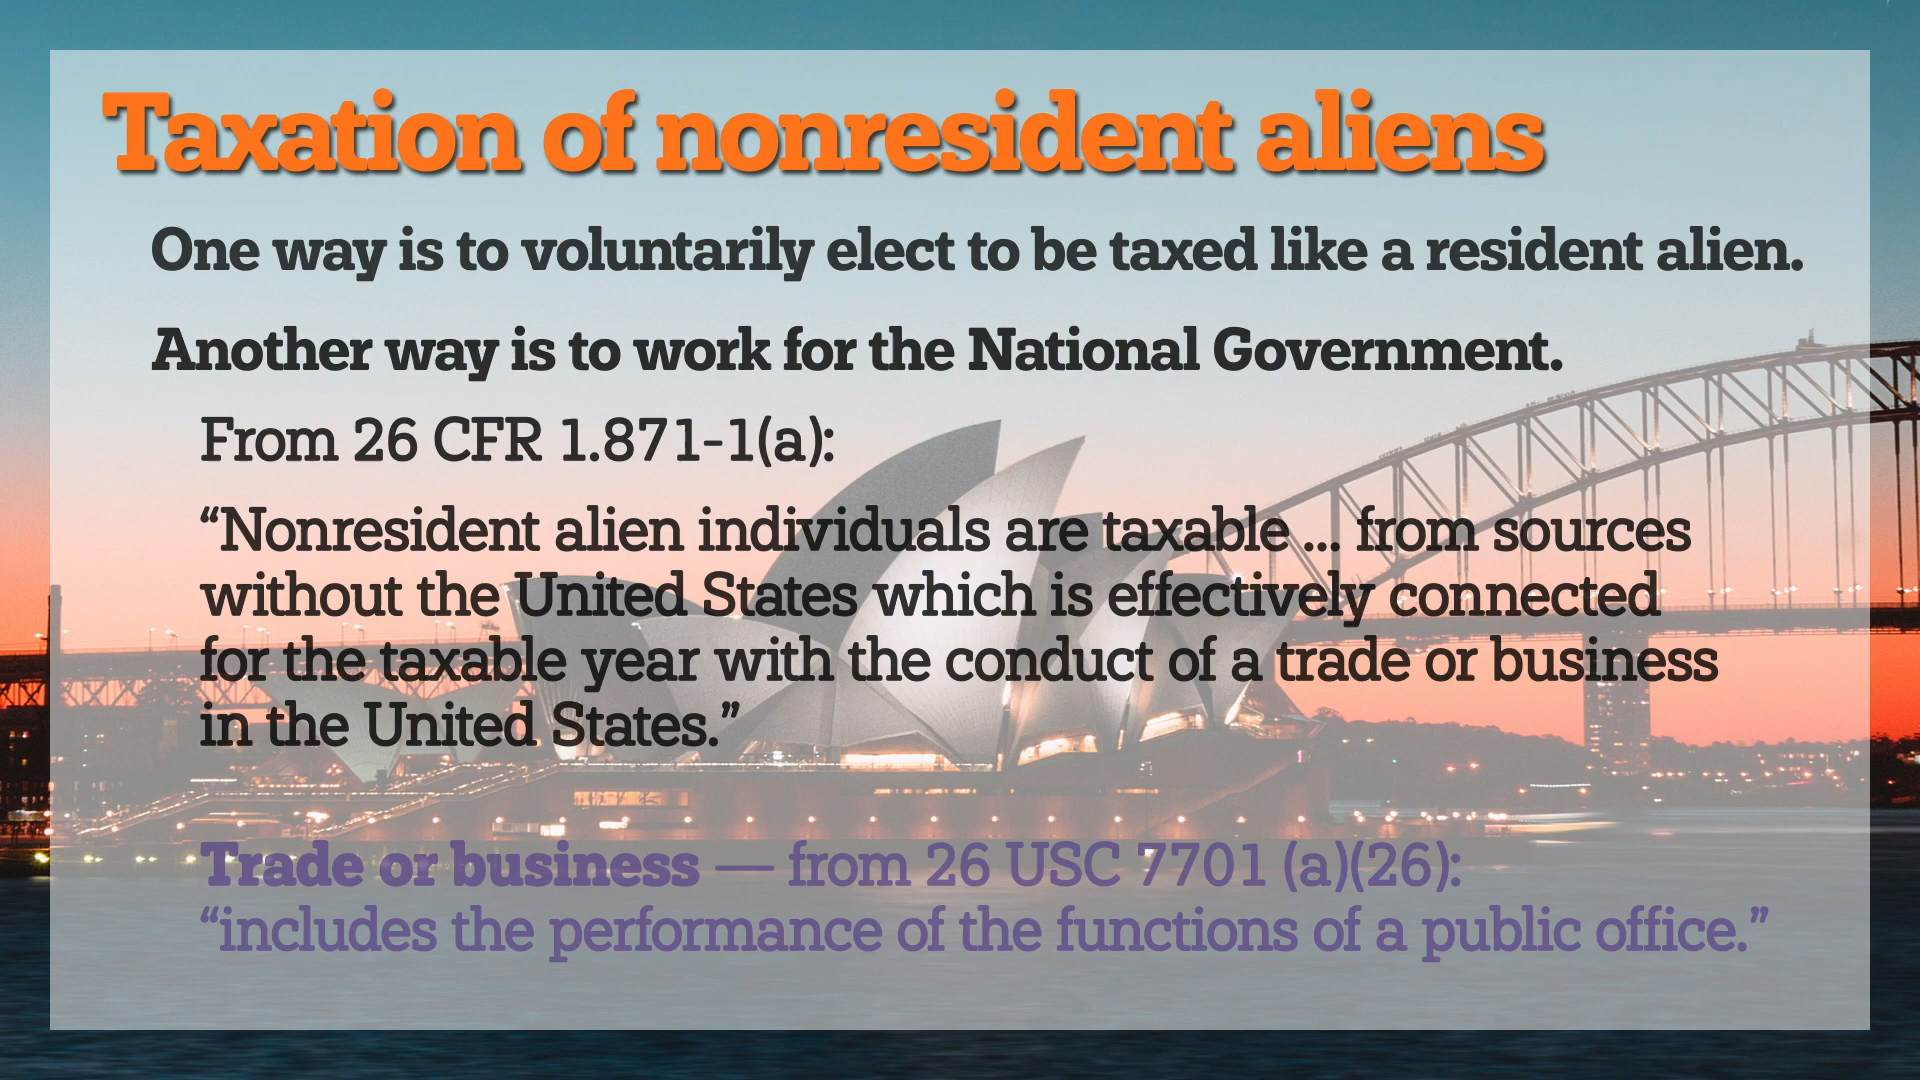 Taxation of nonresident aliens
One way is to voluntarily elect to be taxed like a resident alien.
Another way is to work for the National Government.
From 26 CFR 1.871-1(a):
“Nonresident alien individuals are taxable ... from sources
without the United States which is effectively connected
for the taxable year with the conduct of a trade or business
in the United States.”
Trade or business — from 26 USC 7701 (a)(26):
“includes the performance of the functions of a public office.”